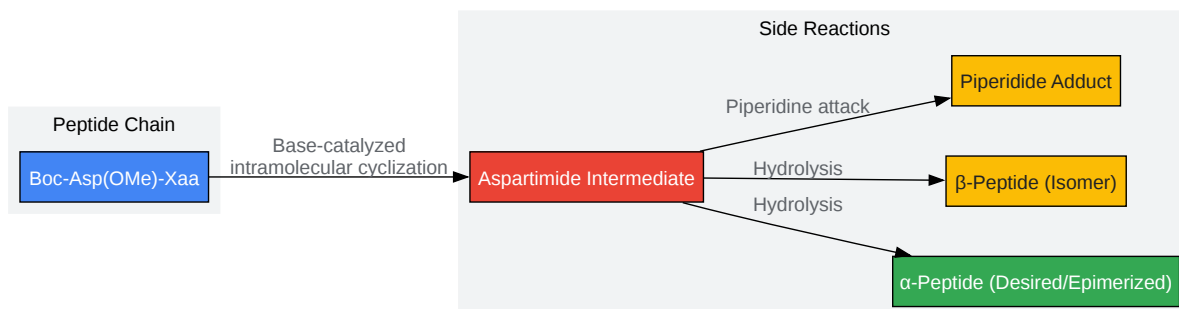 Side Reactions
Peptide Chain
Boc-Asp(OMe)-Xaa
Base-catalyzed
intramolecular cyclization
Aspartimide Intermediate
Piperidine attack
Piperidide Adduct
Hydrolysis
β-Peptide (Isomer)
Hydrolysis
α-Peptide (Desired/Epimerized)